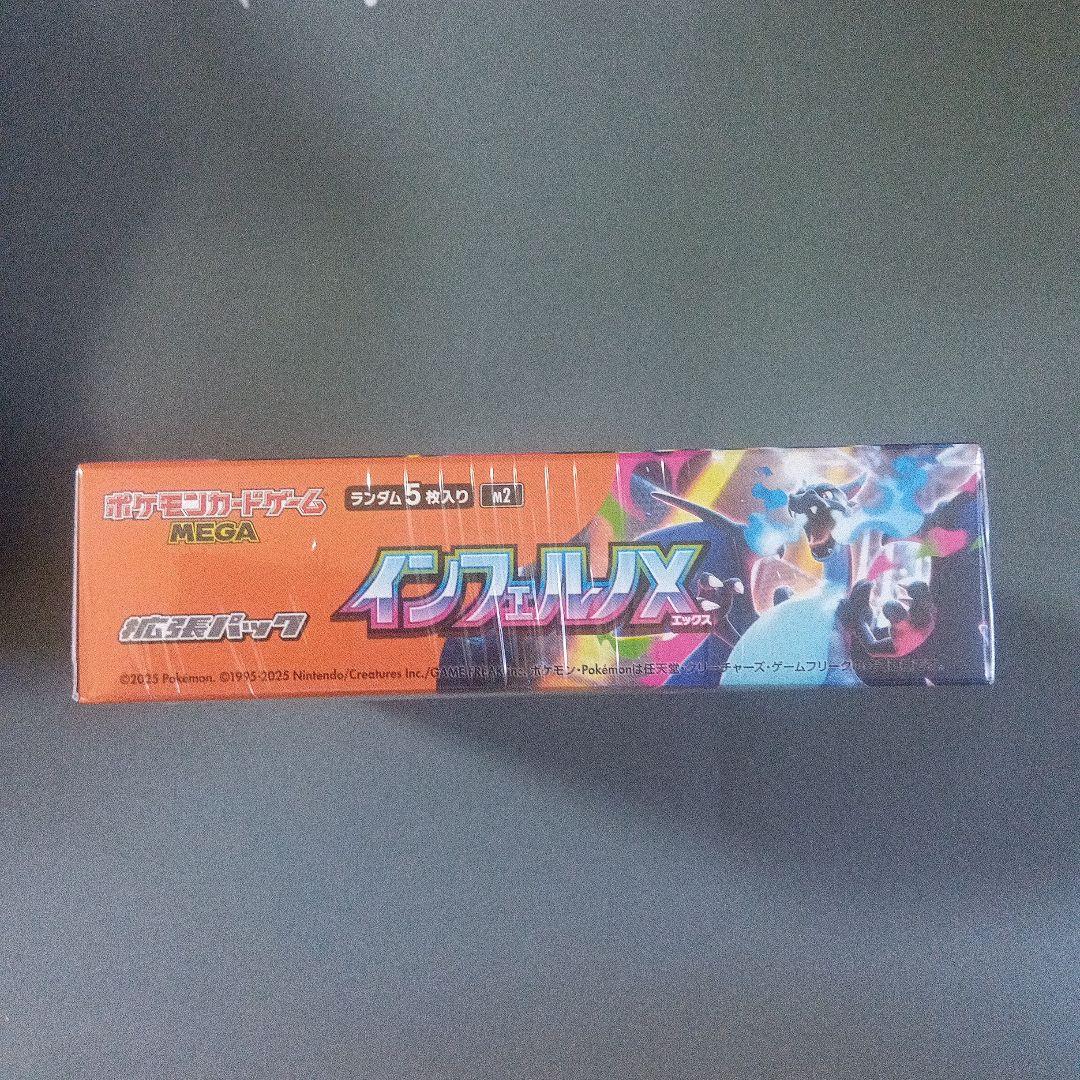 ポケモンカードゲーム
MEGA
ランダム5枚入り
M2
インフェルノX
エックス
拡張パック
©2025 Pokémon. ©1995-2025 Nintendo/Creatures Inc./GAME FREAK inc. ポケモン・Pokémonは任天堂・クリーチャーズ・ゲームフリーク